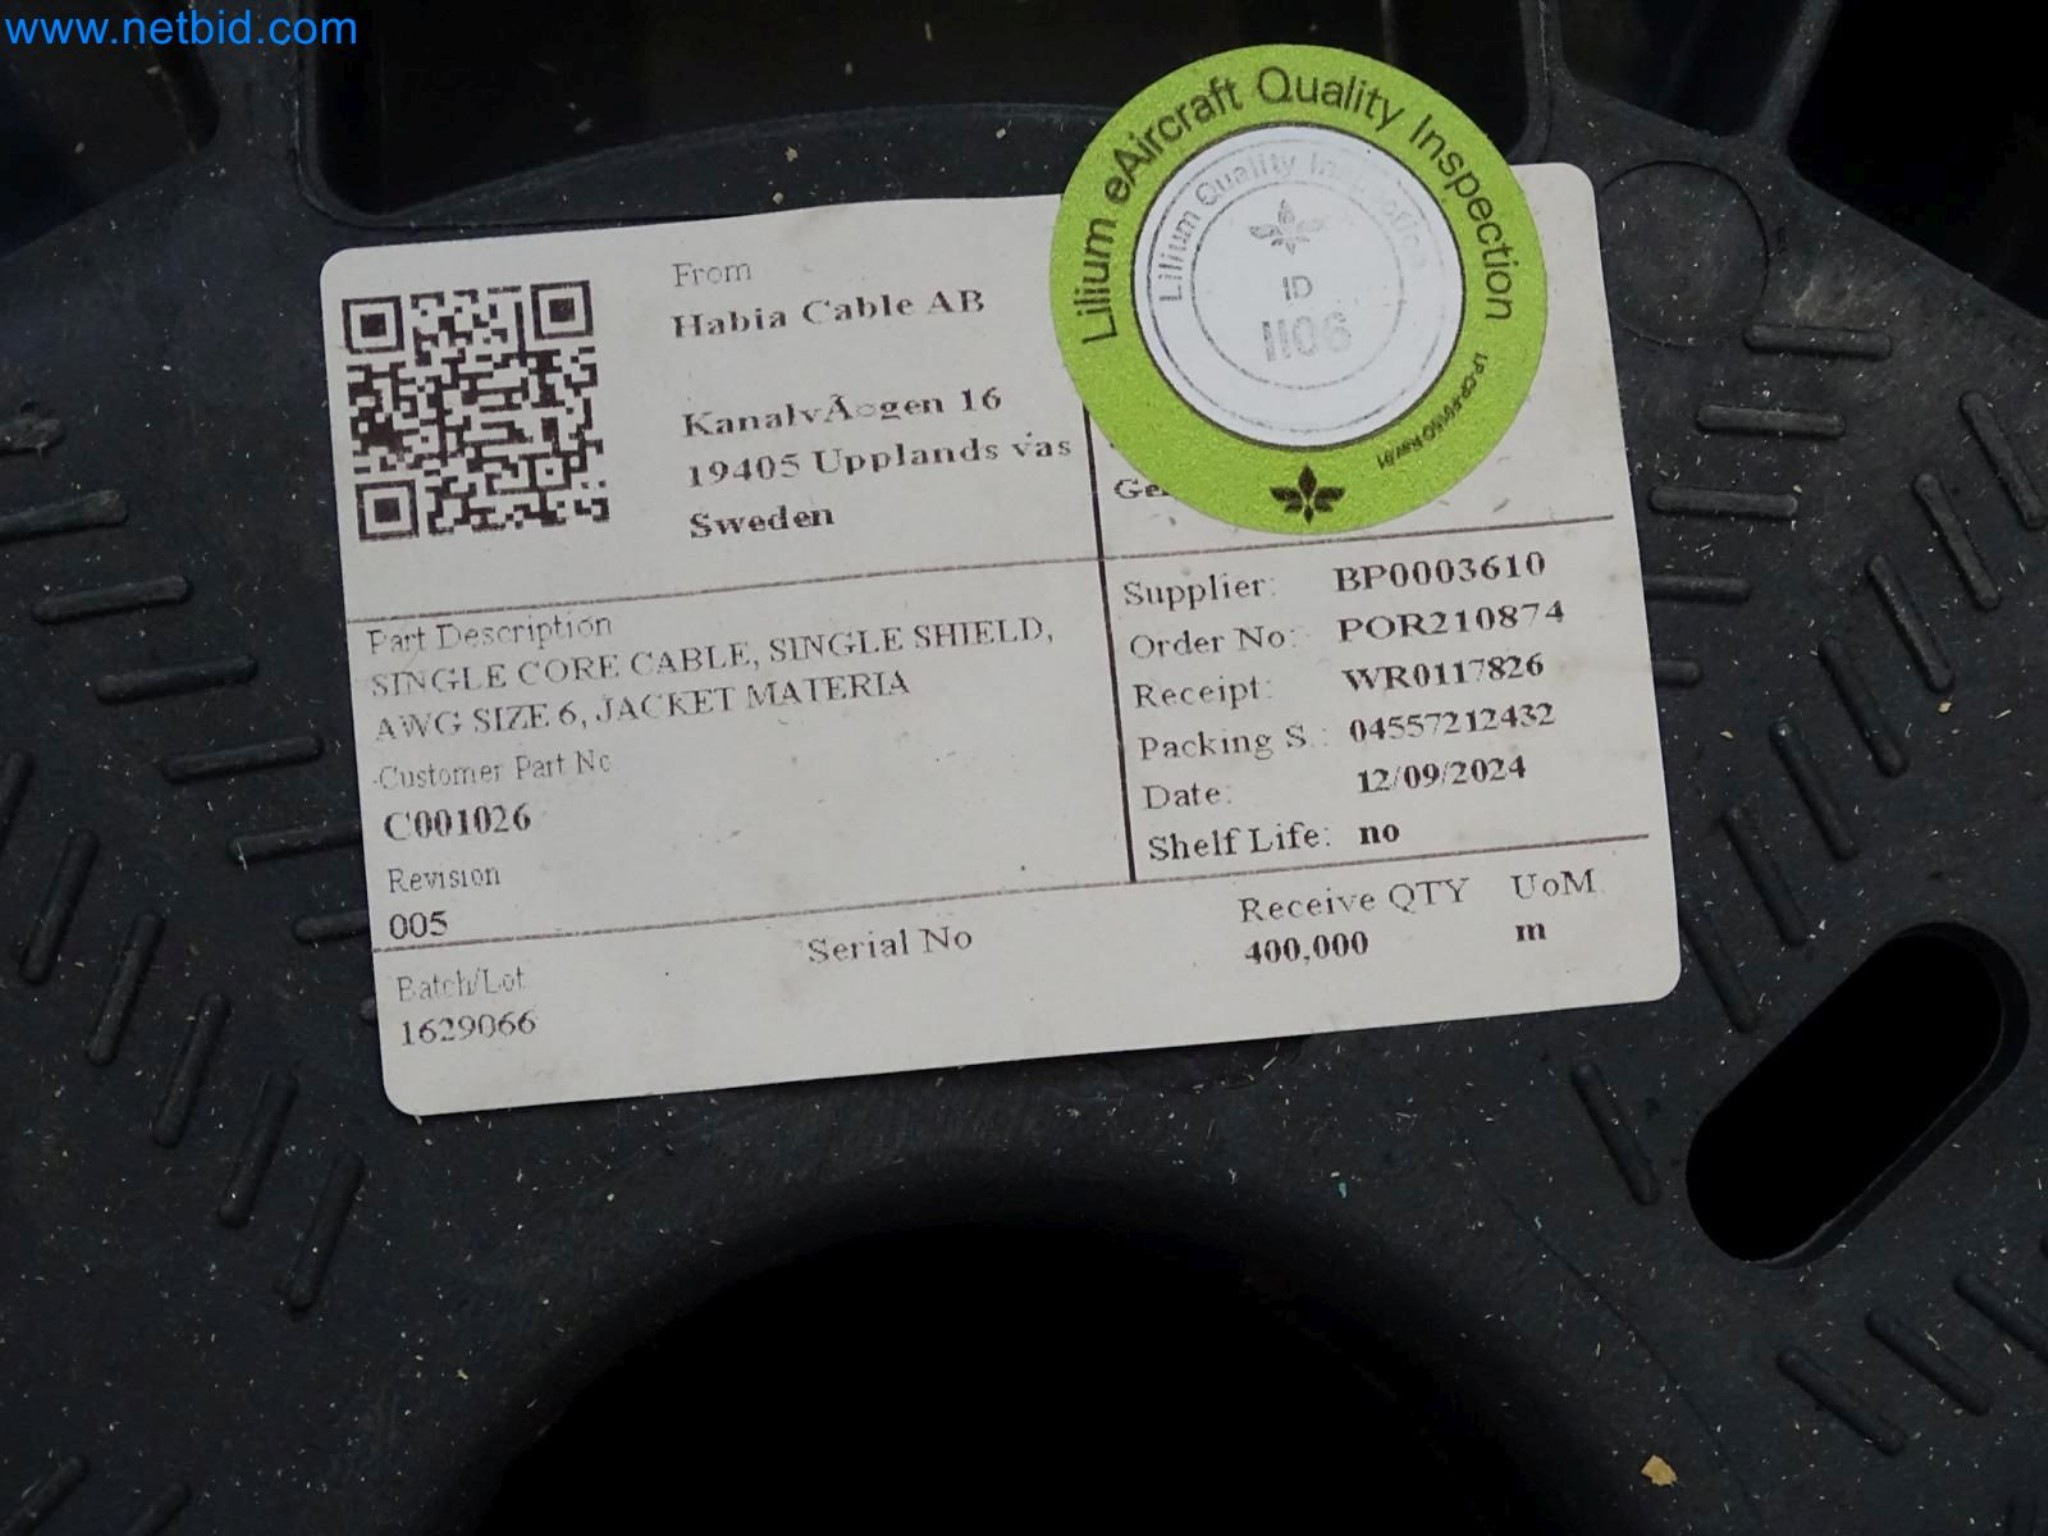 www.netbid.com
Lilium eAircraft Quality Inspection
Lilium Quality
ID
1106
From
Habia Cable AB
KanalvÃ¤gen 16
19405 Upplands vas
Sweden
Part Description
SINGLE CORE CABLE, SINGLE SHIELD,
AWG SIZE 6, JACKET MATERIA
Customer Part No
C001026
Revision
005
Supplier: BP0003610
Order No: POR210874
Receipt: WR0117826
Packing S.: 04557212432
Date: 12/09/2024
Shelf Life: no
Batch/Lot
1629066
Serial No
Receive QTY UoM
400,000 m